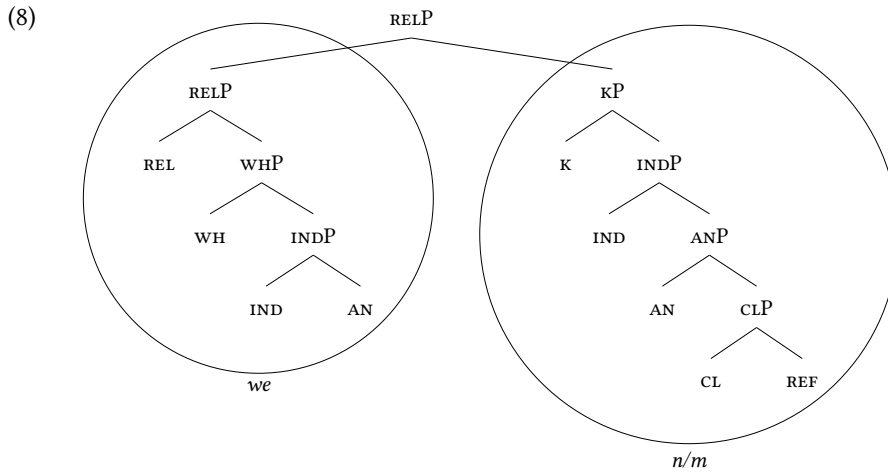 (8)
RELP
RELP KP
REL WHP K INDP
WH INDP IND ANP
IND AN AN CLP
we CL REF
n/m